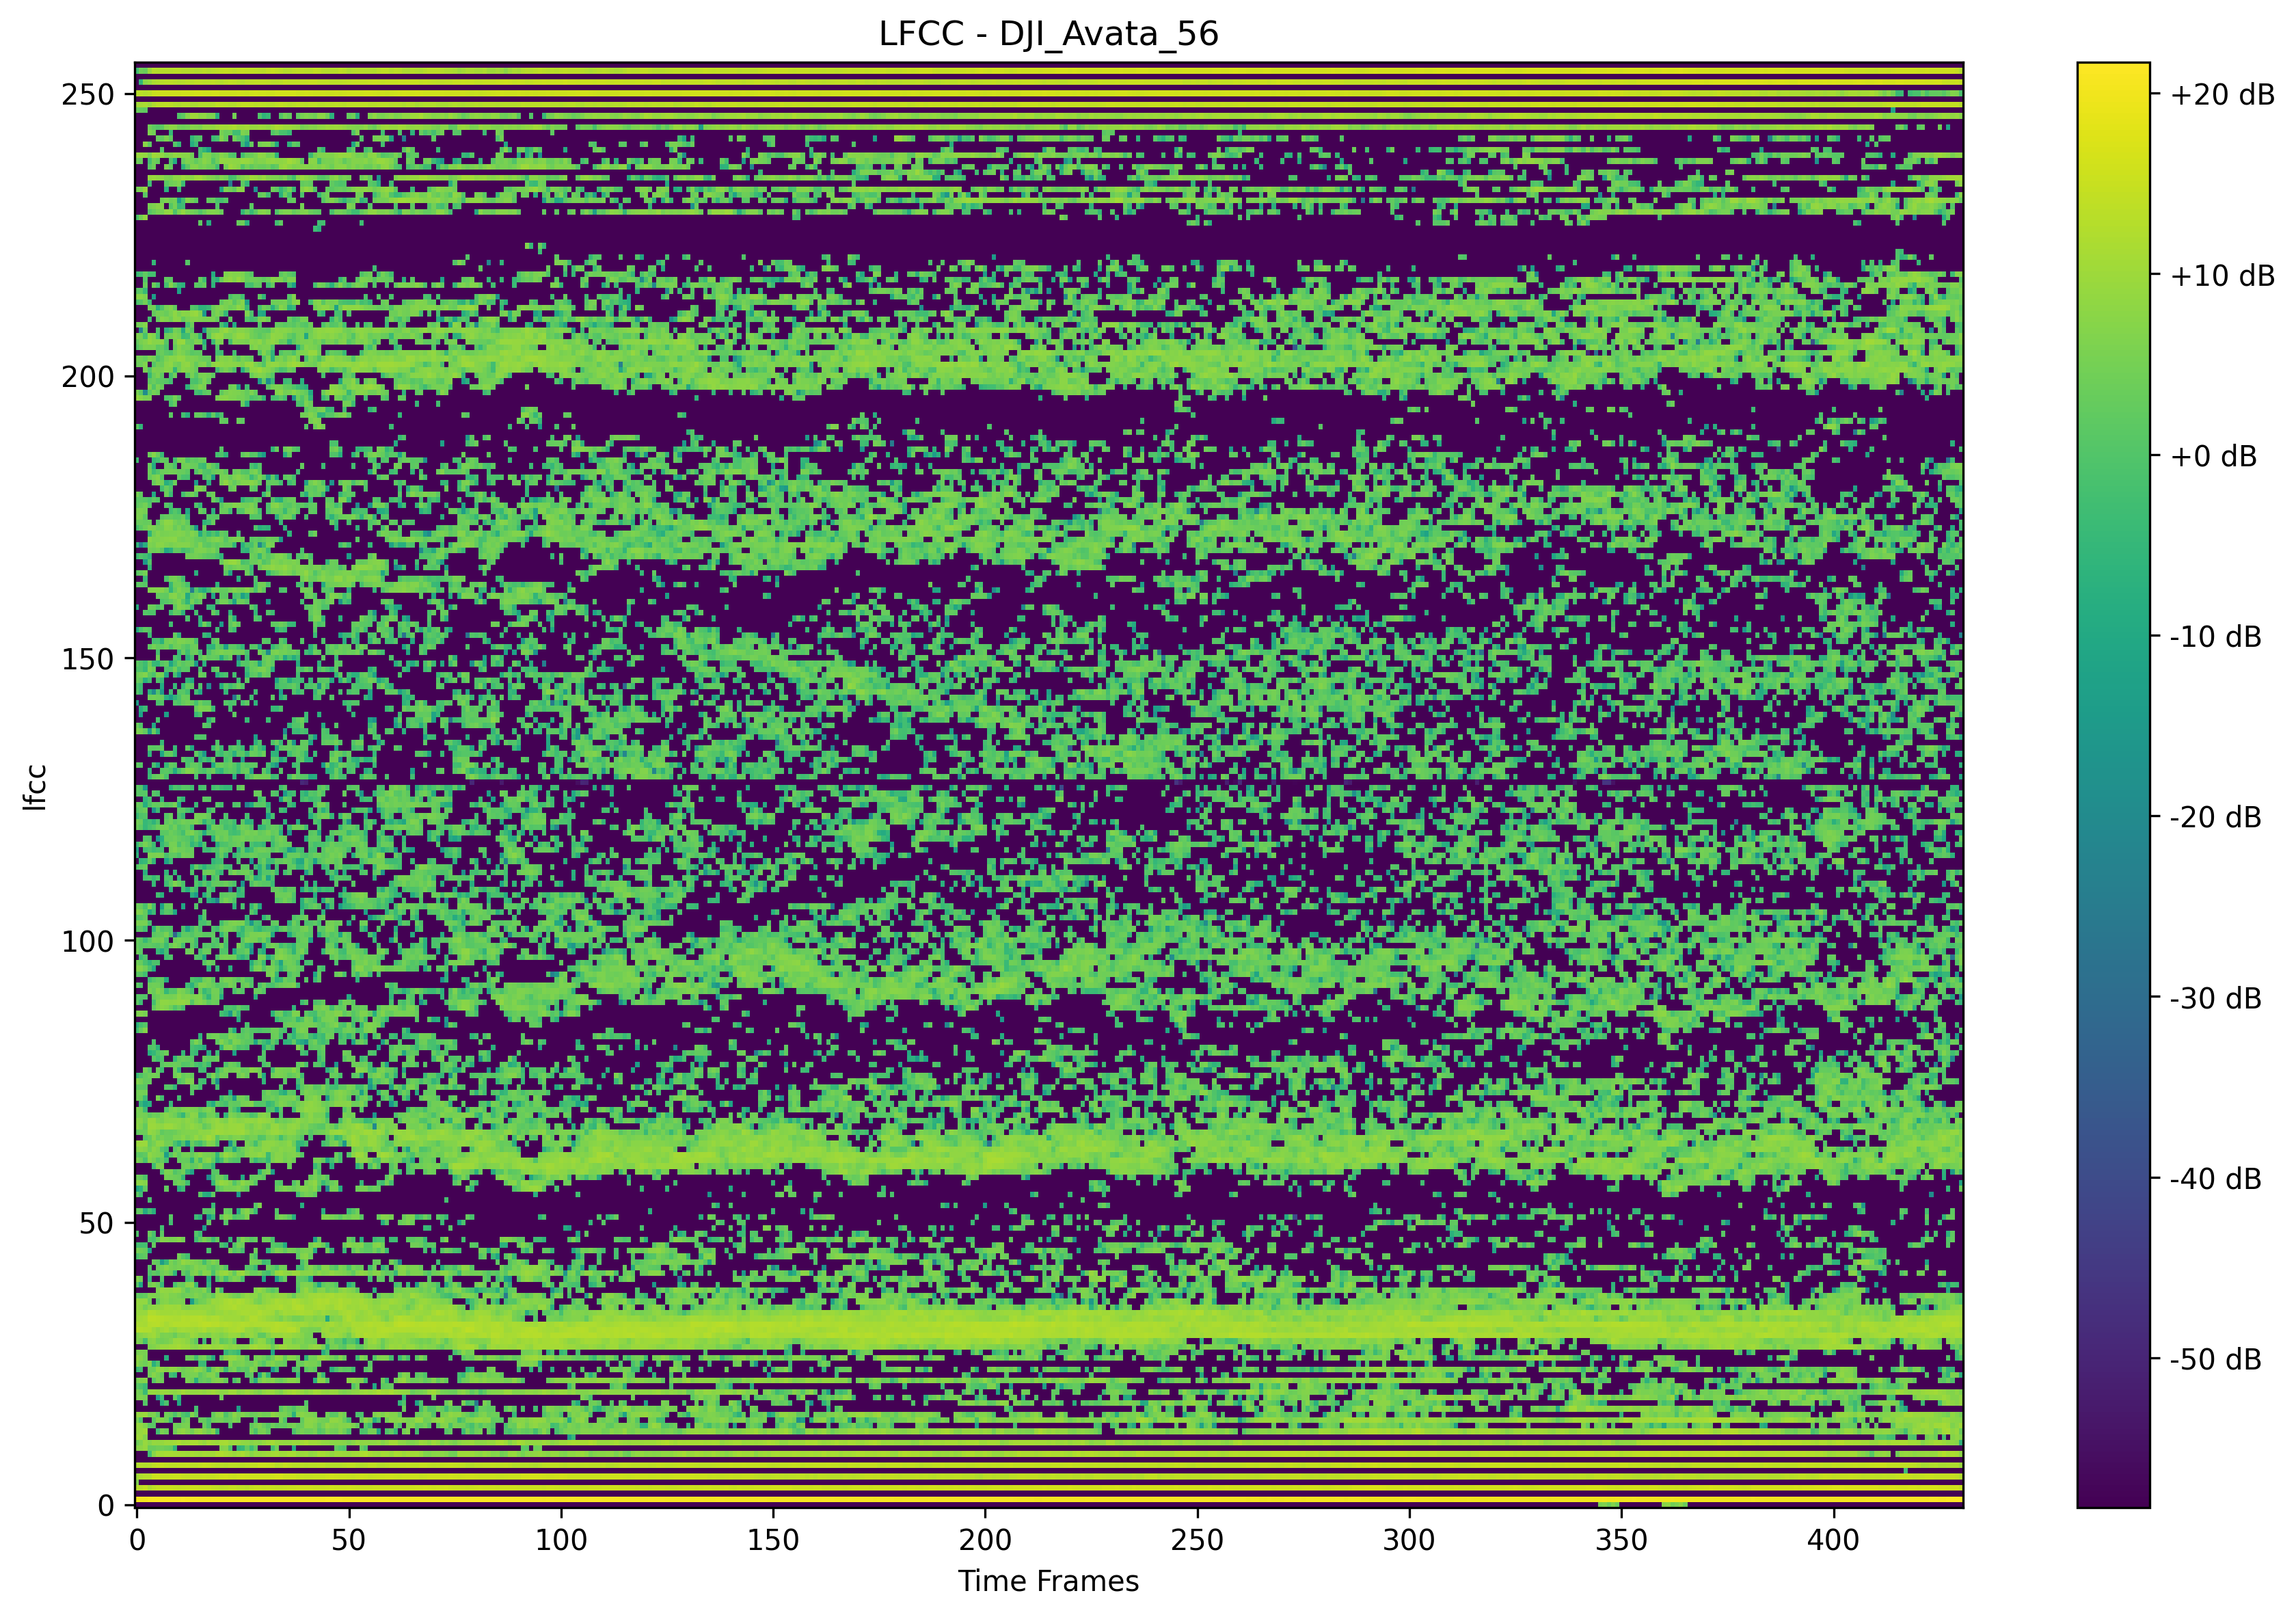 LFCC - DJI_Avata_56
250
200
150
100
50
0
lfcc
0 50 100 150 200 250 300 350 400
Time Frames
+20 dB
+10 dB
+0 dB
-10 dB
-20 dB
-30 dB
-40 dB
-50 dB